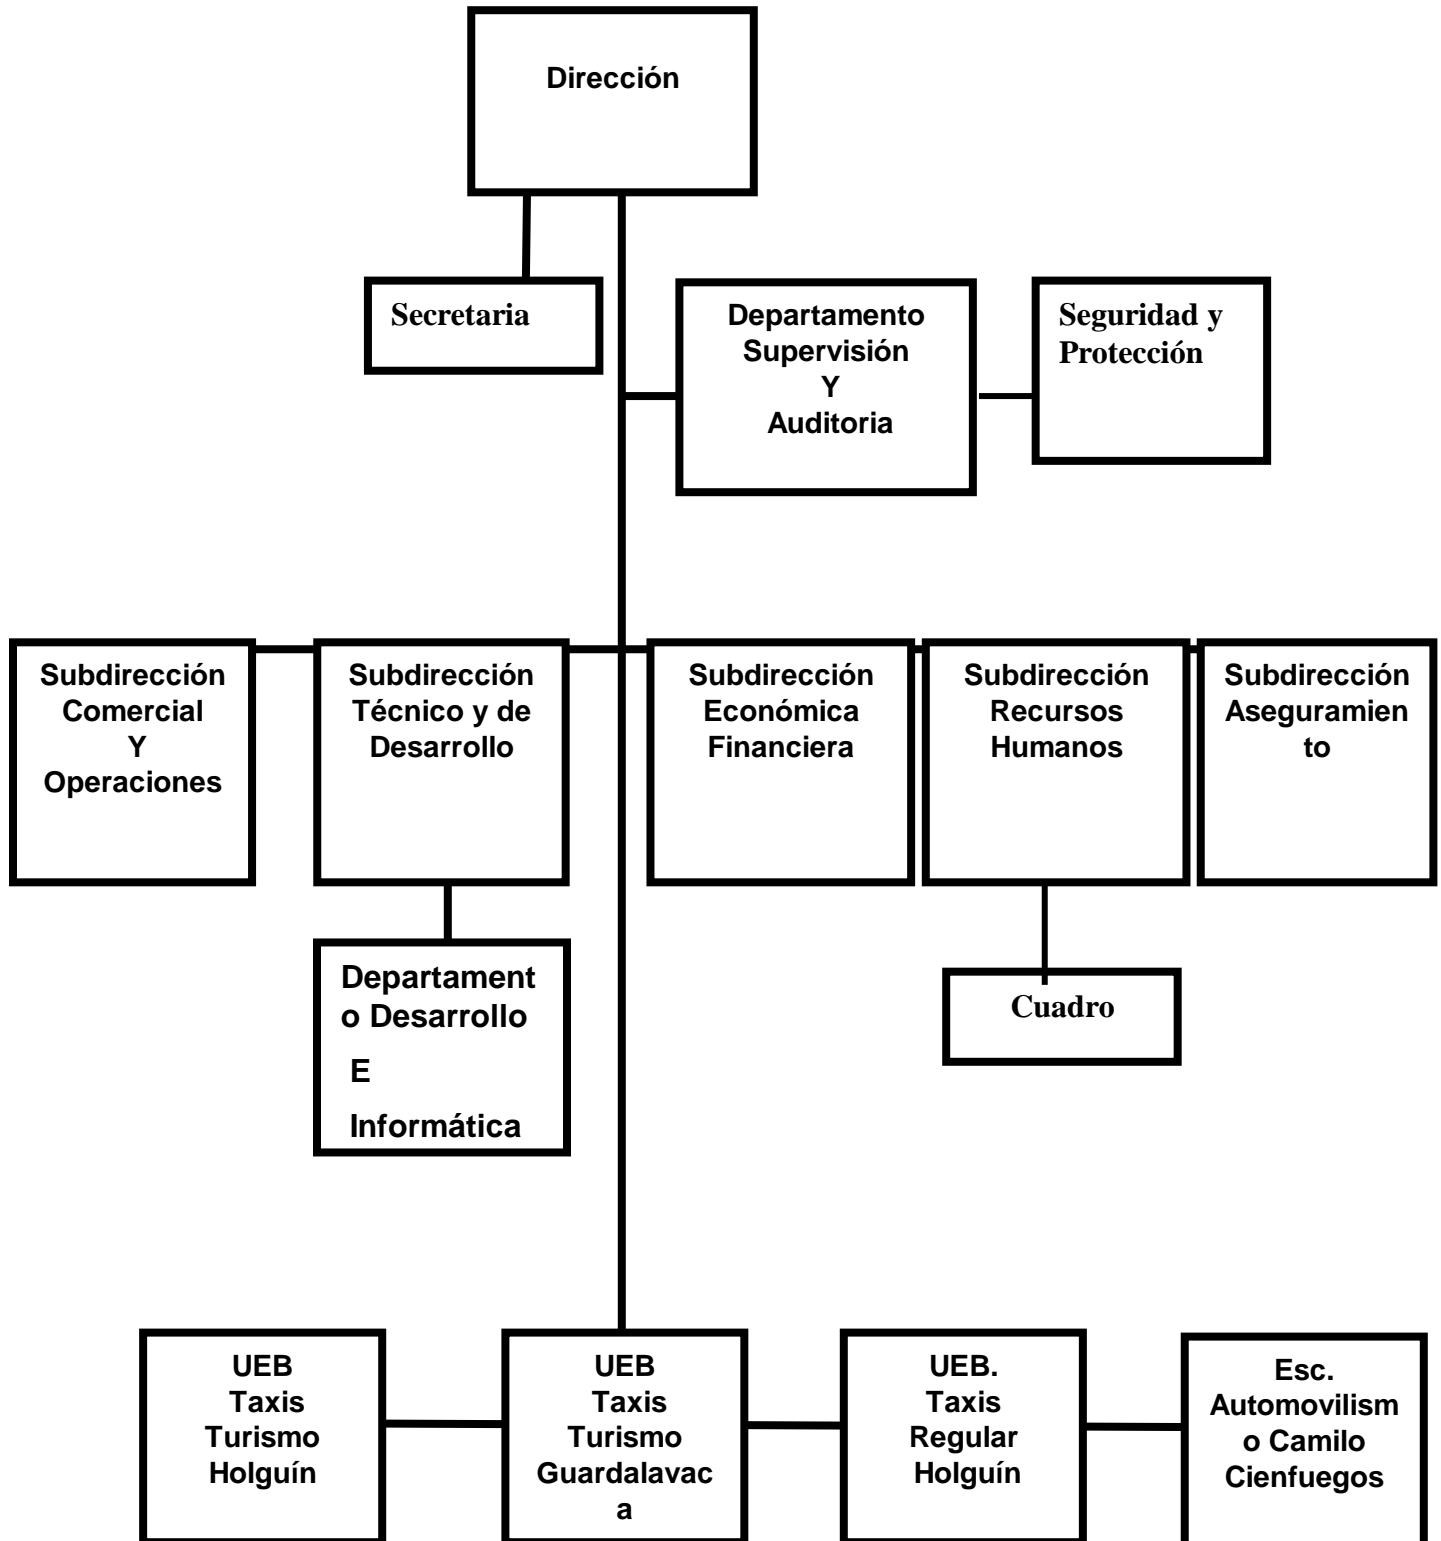 Dirección
Secretaria
Departamento
Supervisión
Y
Auditoria
Seguridad y
Protección
Subdirección
Comercial
Y
Operaciones
Subdirección
Técnico y de
Desarrollo
Subdirección
Económica
Financiera
Subdirección
Recursos
Humanos
Subdirección
Aseguramien
to
Departament
o Desarrollo
E
Informática
Cuadro
UEB
Taxis
Turismo
Holguín
UEB
Taxis
Turismo
Guardalavac
a
UEB.
Taxis
Regular
Holguín
Esc.
Automovilism
o Camilo
Cienfuegos